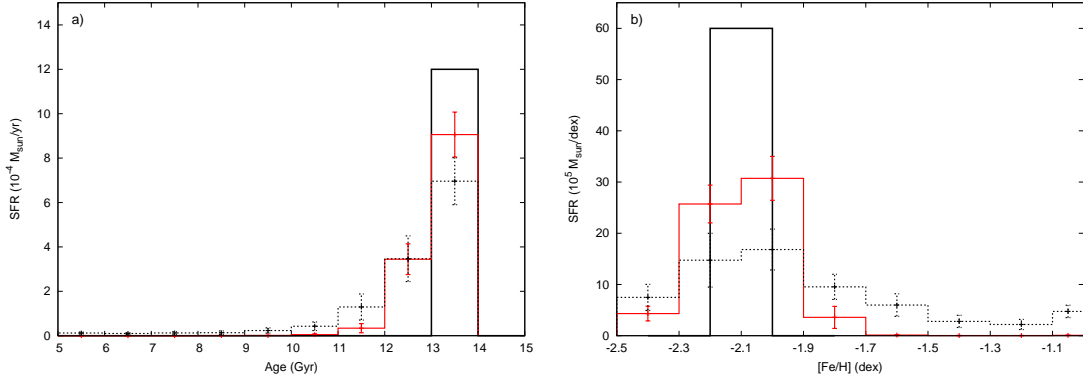 a)
SFR (10⁻⁴ M_sun/yr)
14
12
10
8
6
4
2
0
5 6 7 8 9 10 11 12 13 14 15
Age (Gyr)
b)
SFR (10⁵ M_sun/dex)
60
50
40
30
20
10
0
-2.5 -2.3 -2.1 -1.9 -1.7 -1.5 -1.3 -1.1
[Fe/H] (dex)